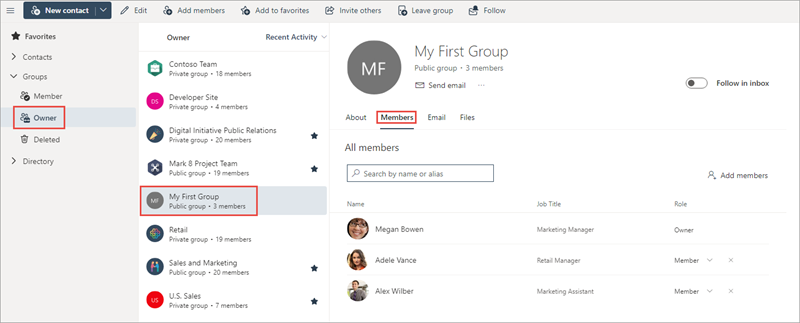 New contact
Edit
Add members
Add to favorites
Invite others
Leave group
Follow
Favorites
Contacts
Groups
Member
Owner
Deleted
Directory
Owner
Recent Activity
Contoso Team
Private group • 18 members
DS
Developer Site
Private group • 4 members
Digital Initiative Public Relations
Private group • 20 members
Mark 8 Project Team
Public group • 19 members
MF
My First Group
Public group • 3 members
Retail
Private group • 19 members
Sales and Marketing
Public group • 20 members
US
U.S. Sales
Private group • 7 members
MF
My First Group
Public group • 3 members
Send email
Follow in inbox
About
Members
Email
Files
All members
Search by name or alias
Add members
Name
Job Title
Role
Megan Bowen
Marketing Manager
Owner
Adele Vance
Retail Manager
Member
Alex Wilber
Marketing Assistant
Member